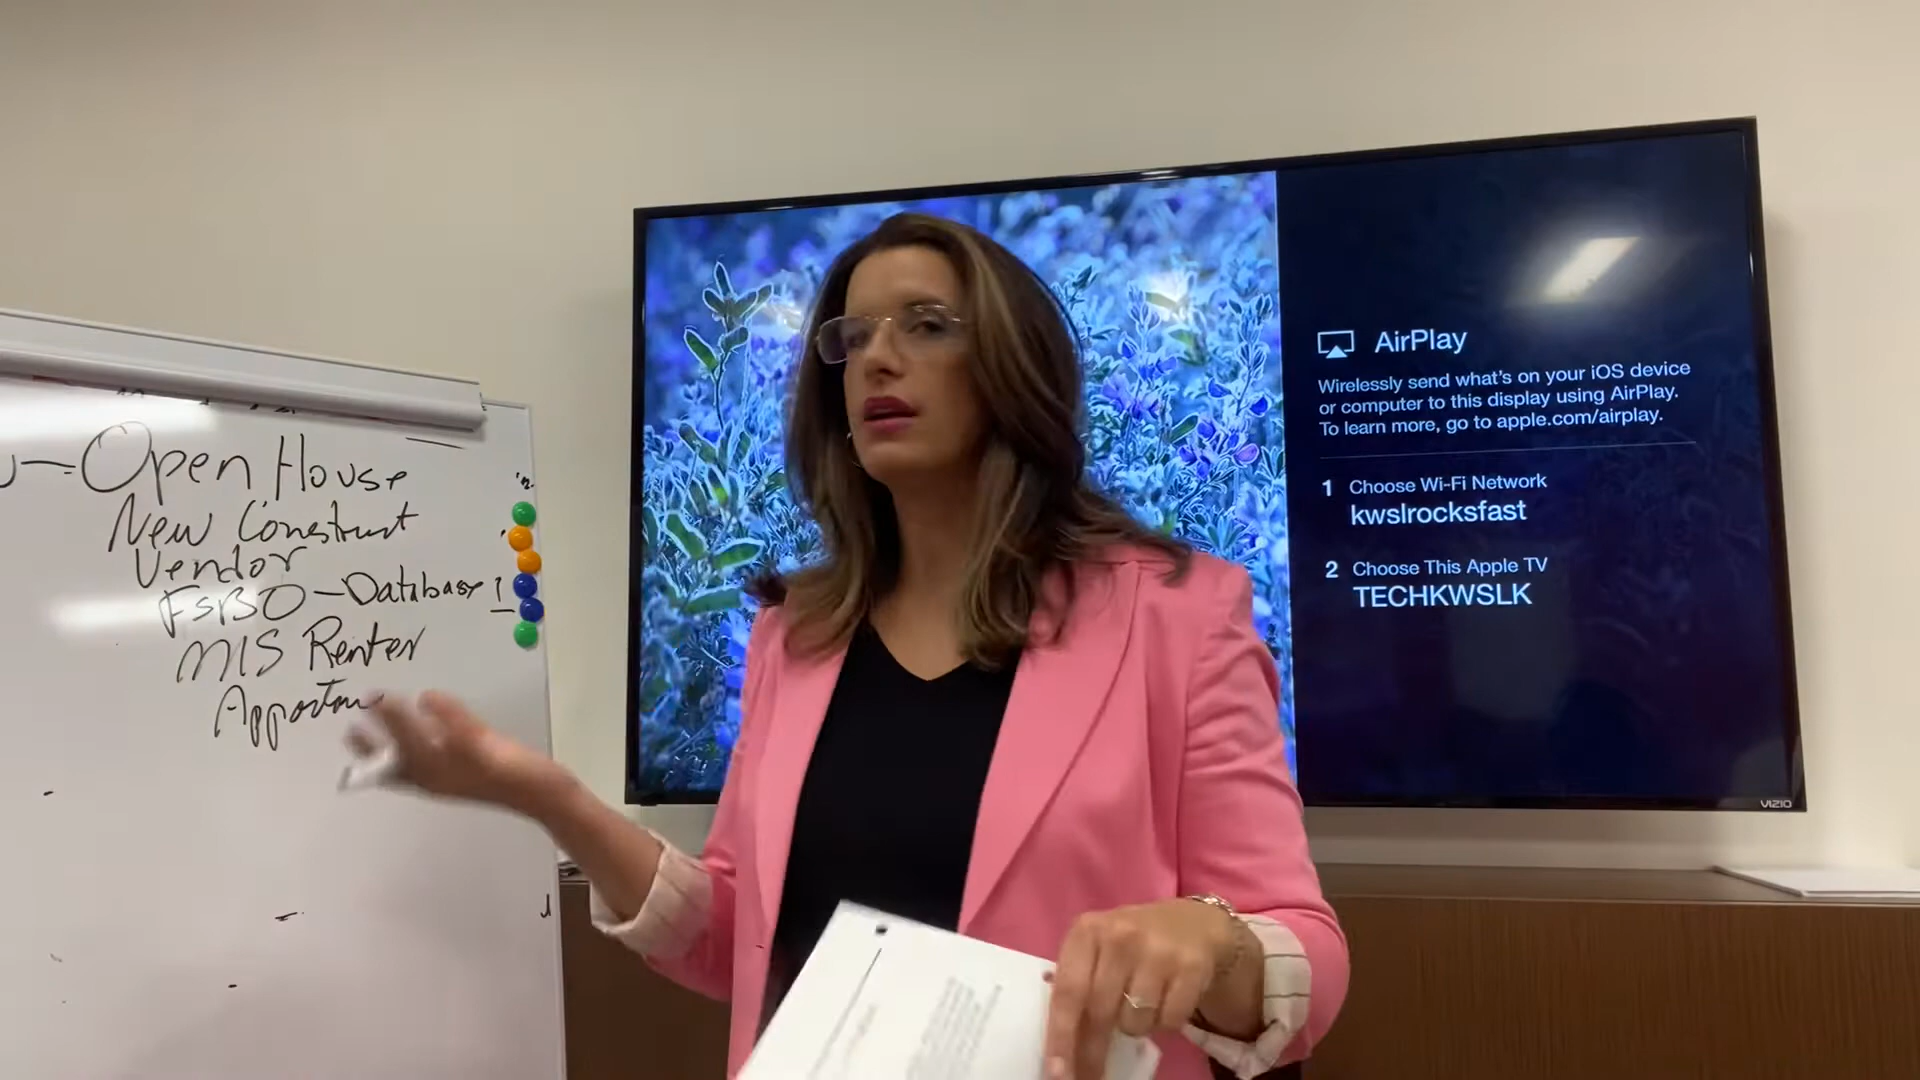 Open House
New Construct
Vendor
FSBO - Database 1
MLS Renter
AirPlay
Wirelessly send what's on your iOS device
or computer to this display using AirPlay.
To learn more, go to apple.com/airplay.
1 Choose Wi-Fi Network
kwslrocksfast
2 Choose This Apple TV
TECHKWSLK
VIZIO